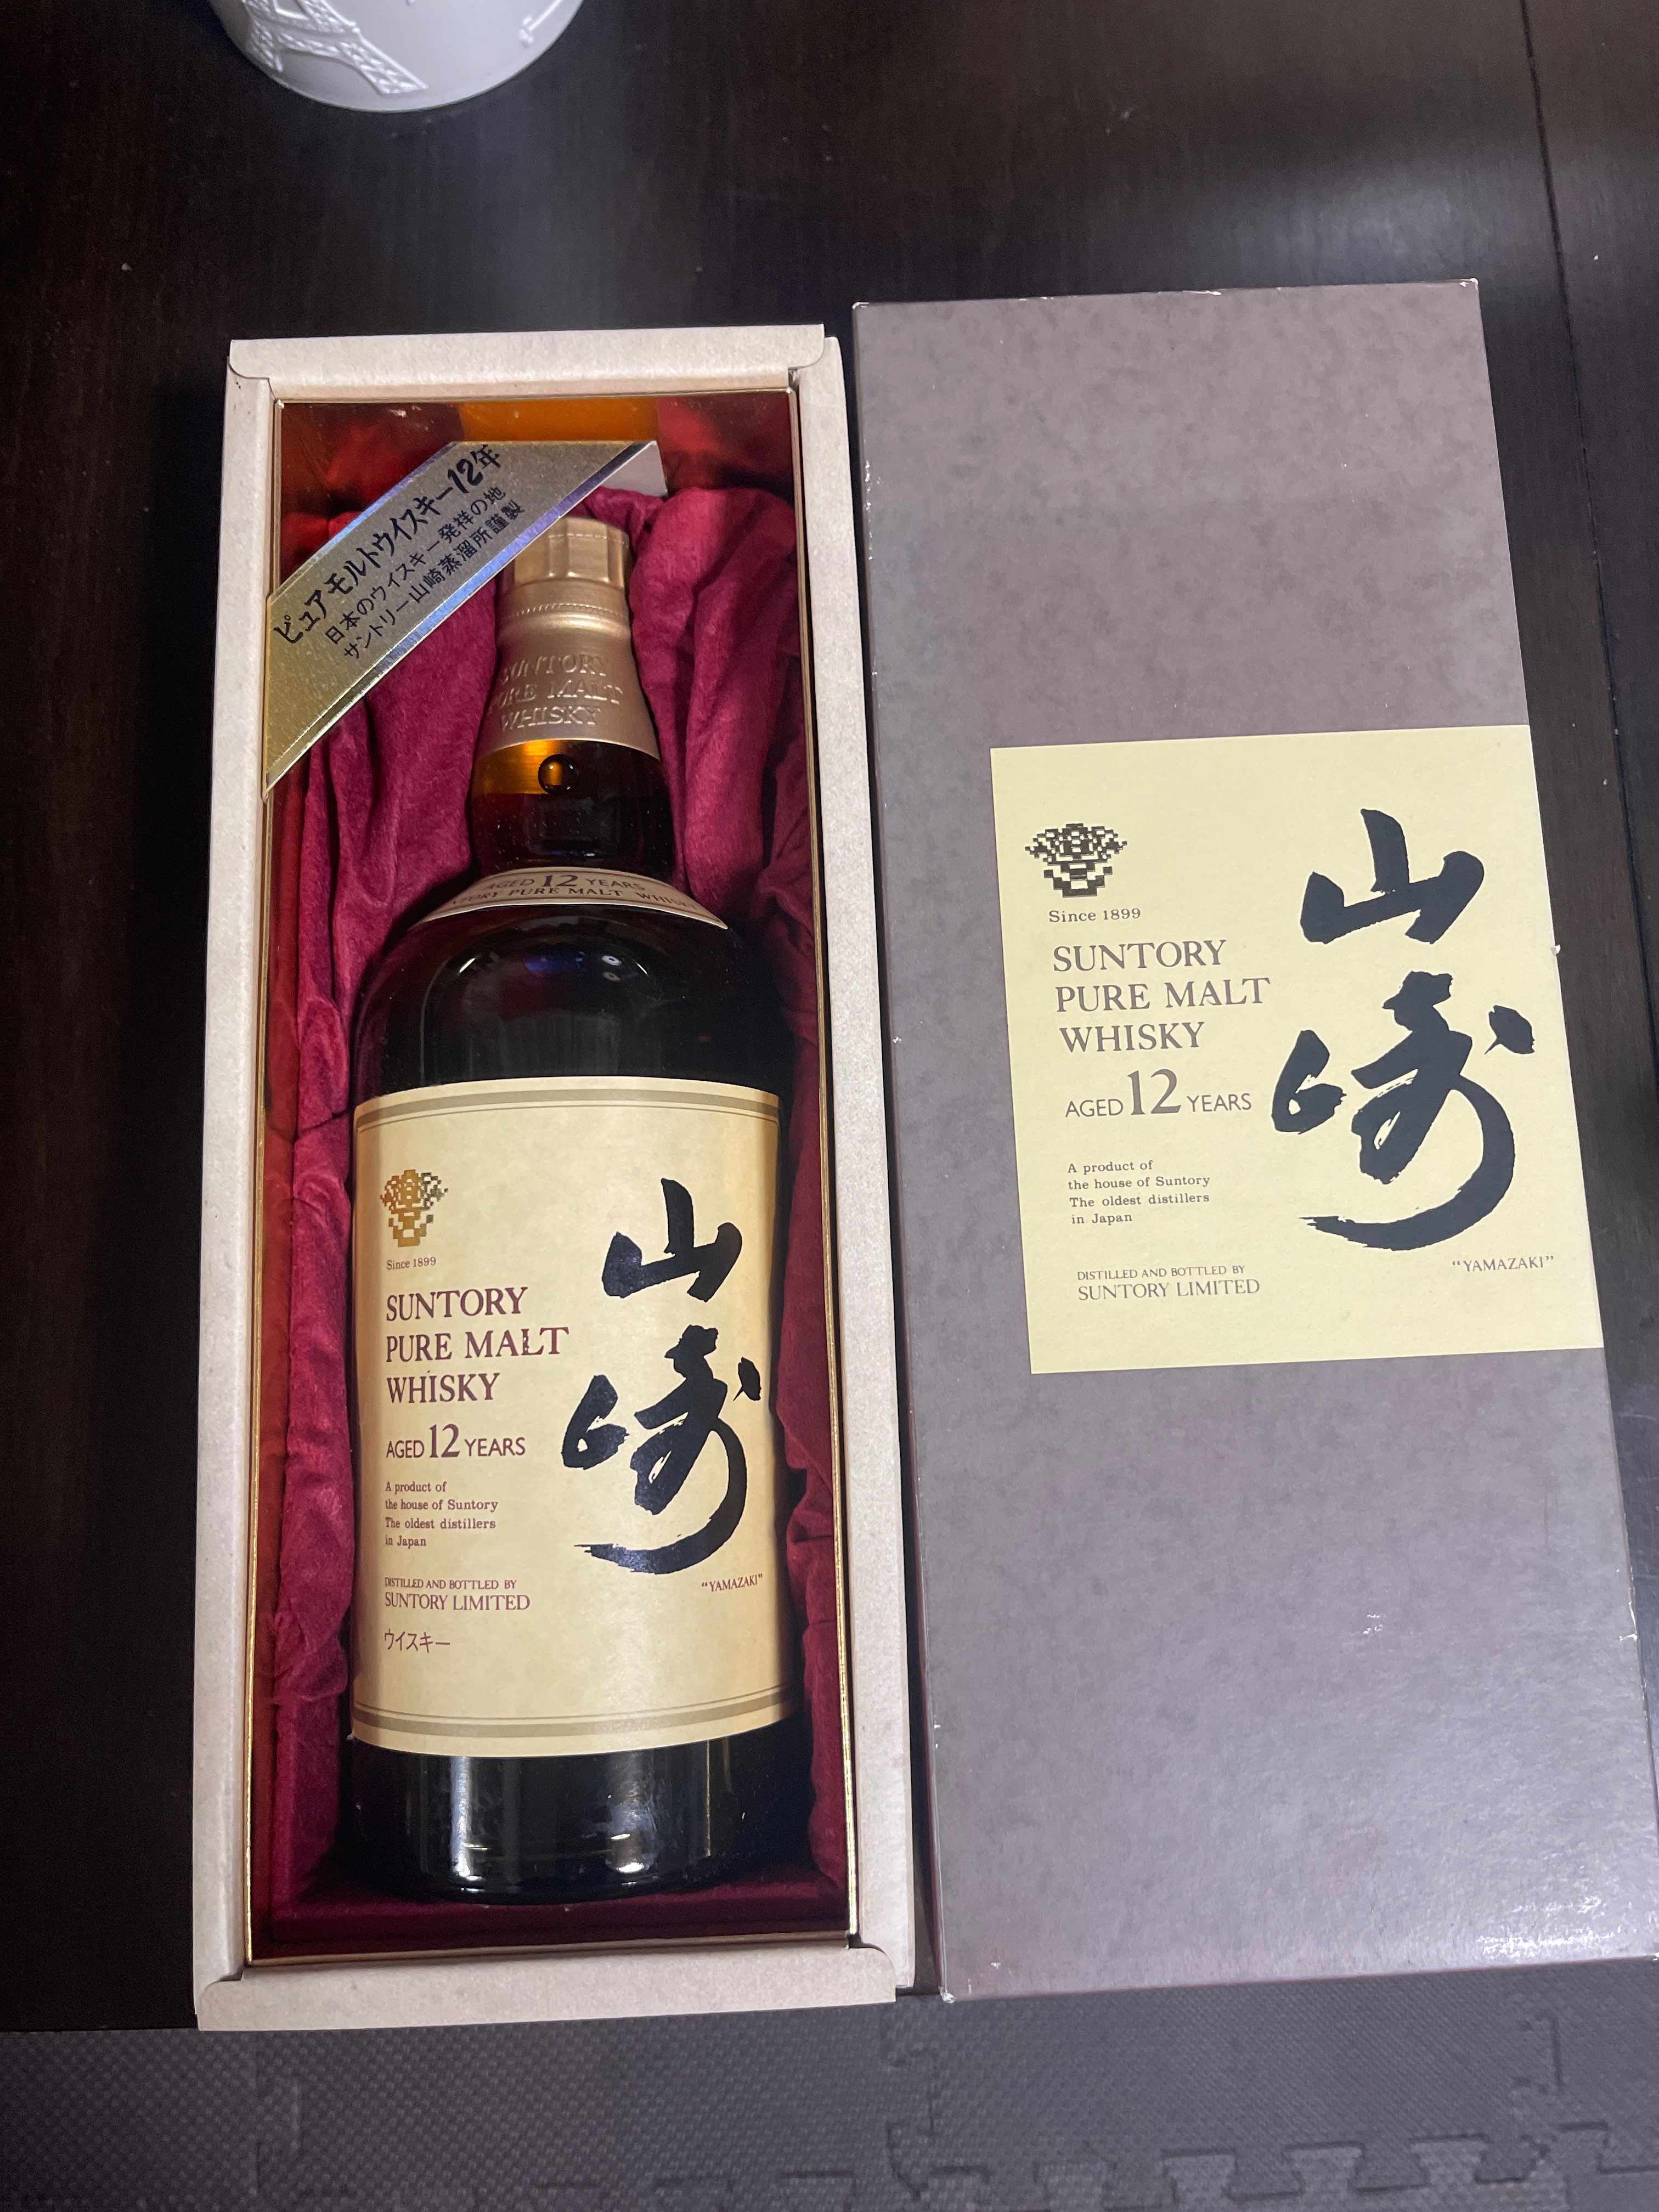 ピュアモルトウイスキー12年
日本のウイスキー発祥の地
サントリー山崎蒸溜所謹製
SUNTORY
PURE MALT
WHISKY
AGED 12 YEARS
PURE MALT
Since 1899
SUNTORY
PURE MALT
WHISKY
AGED 12 YEARS
A product of
the house of Suntory
The oldest distillers
in Japan
DISTILLED AND BOTTLED BY
SUNTORY LIMITED
ウイスキー
山崎
"YAMAZAKI"
Since 1899
SUNTORY
PURE MALT
WHISKY
AGED 12 YEARS
A product of
the house of Suntory
The oldest distillers
in Japan
DISTILLED AND BOTTLED BY
SUNTORY LIMITED
山崎
"YAMAZAKI"